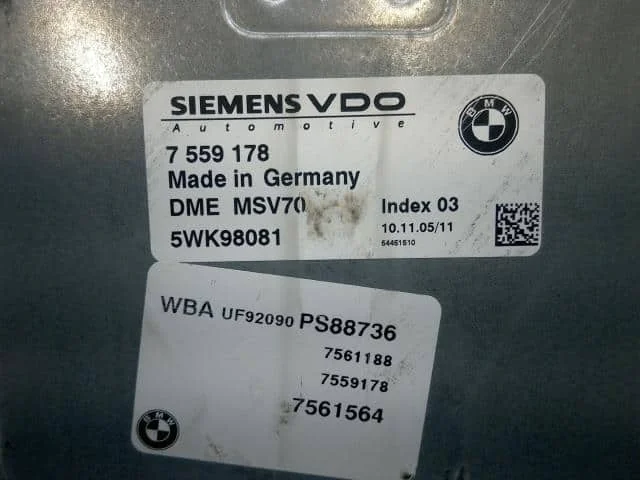 SIEMENS VDO
Automotive
7 559 178
Made in Germany
DME MSV70
Index 03
5WK98081
10.11.05/11
54451510
BMW
WBA UF92090 PS88736
7561188
7559178
7561564
BMW